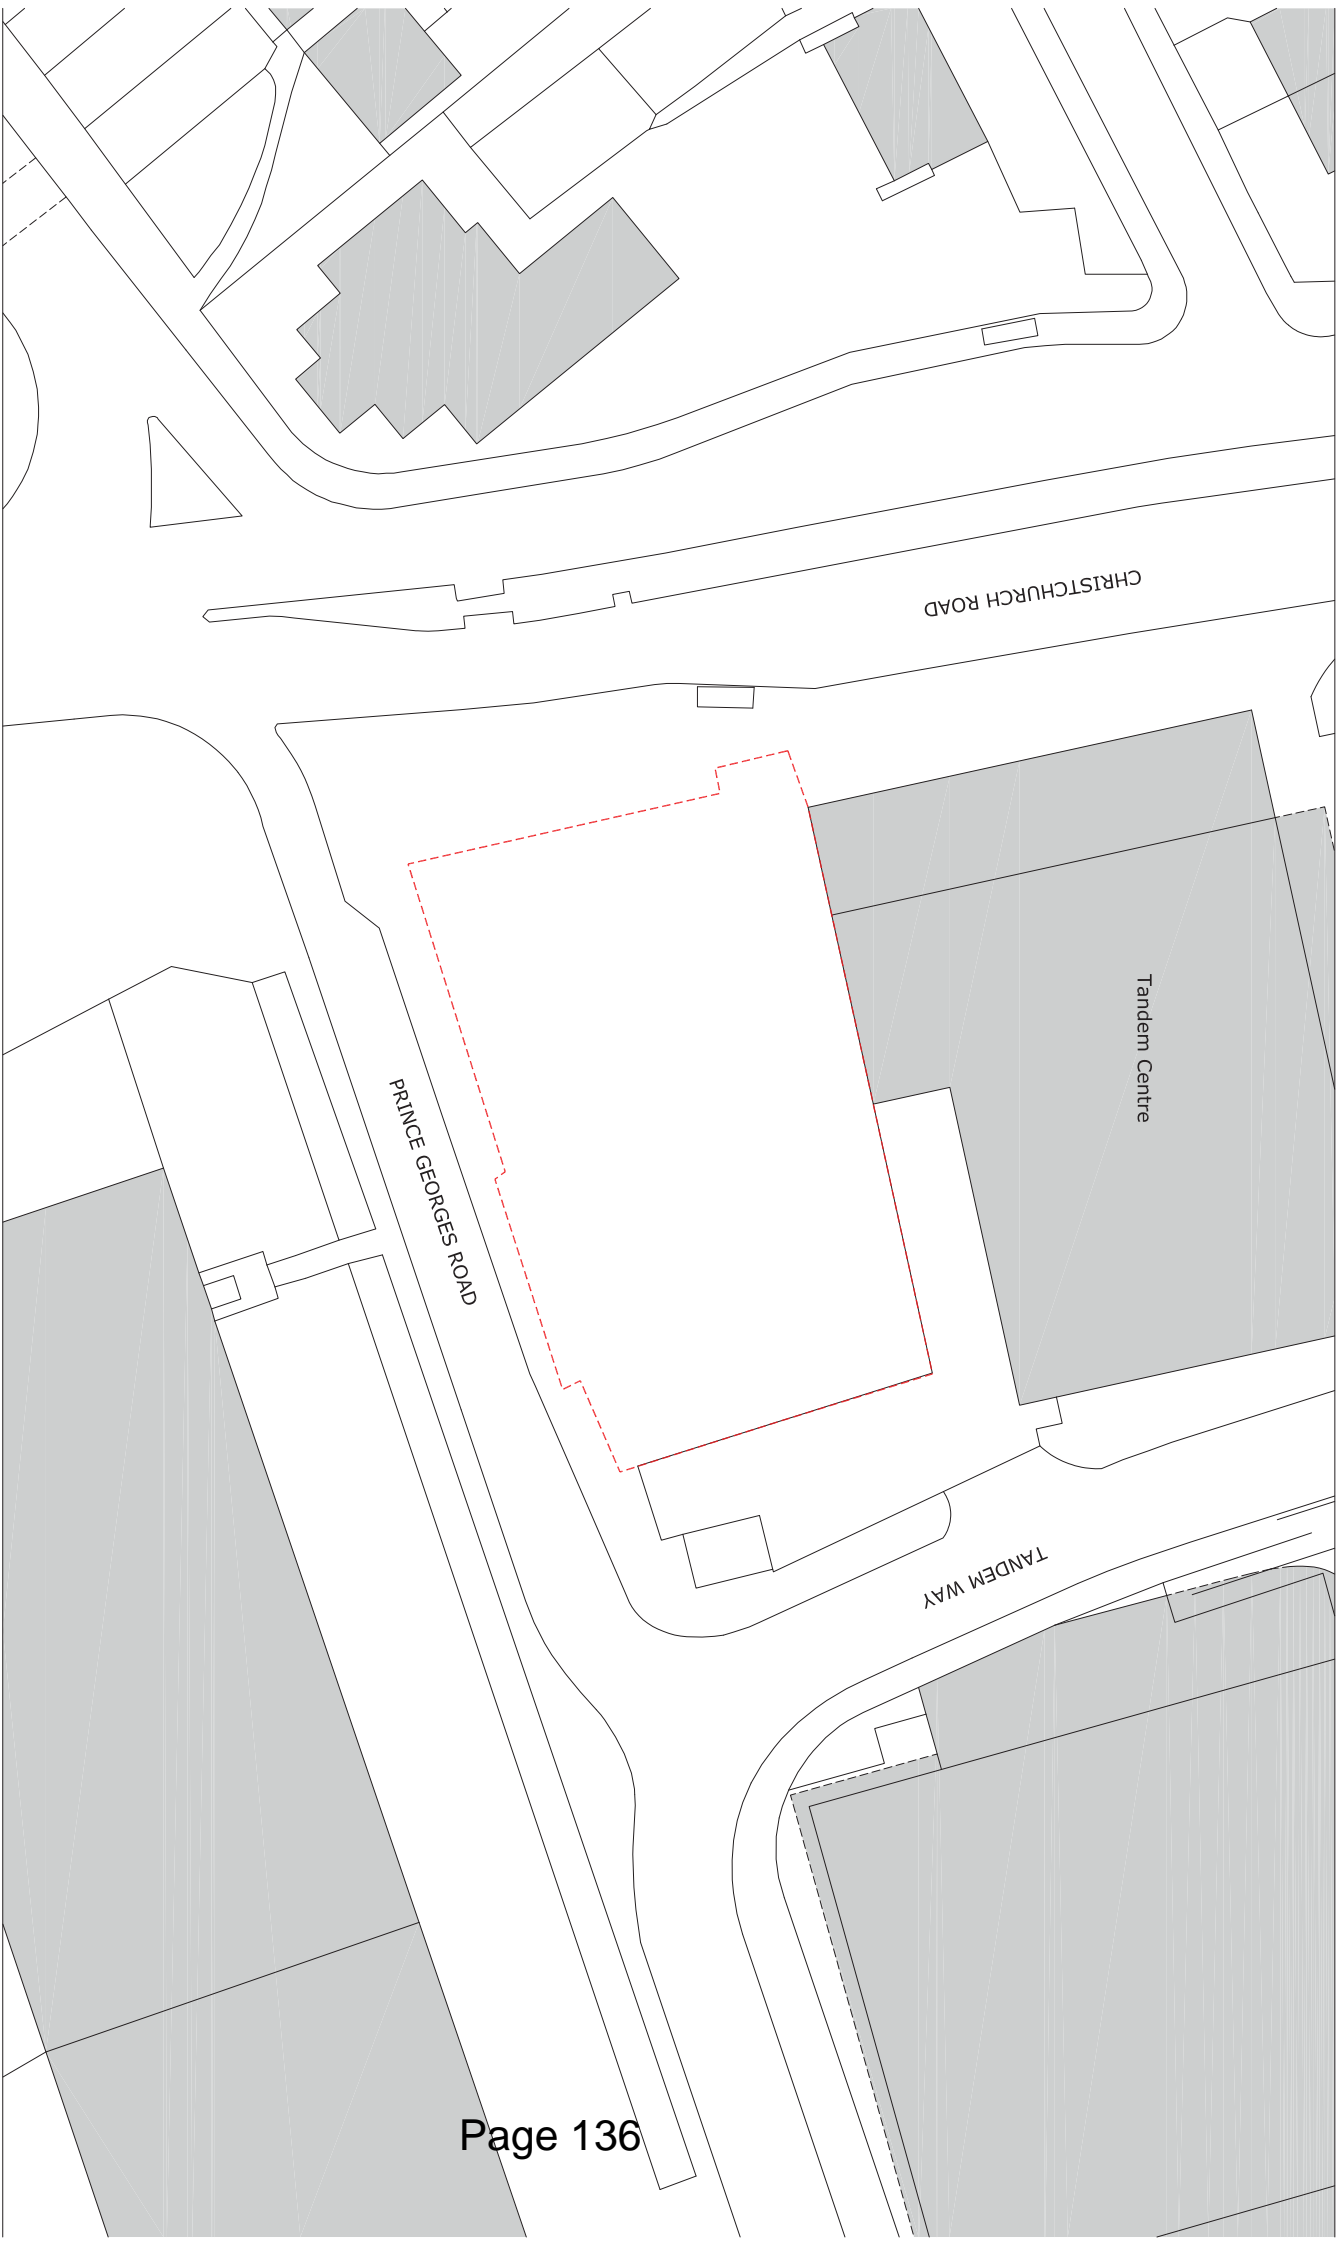 CHRISTCHURCH ROAD
Tandem Centre
PRINCE GEORGES ROAD
TANDEM WAY
Page 136